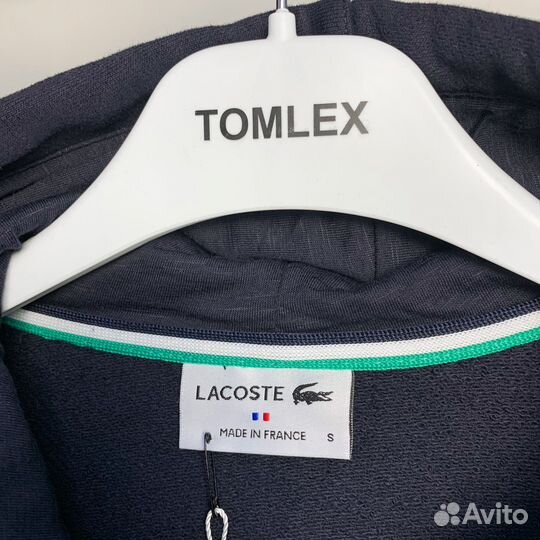 TOMLEX
LACOSTE
MADE IN FRANCE S
Avito